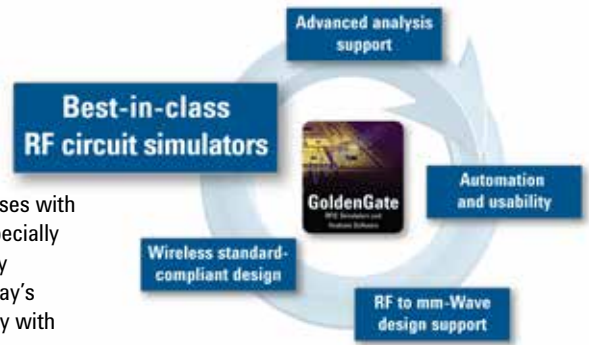 Advanced analysis
support
Best-in-class
RF circuit simulators
GoldenGate
Automation
and usability
Wireless standard-
compliant design
RF to mm-Wave
design support
ses with
pecially
y
ay's
y with